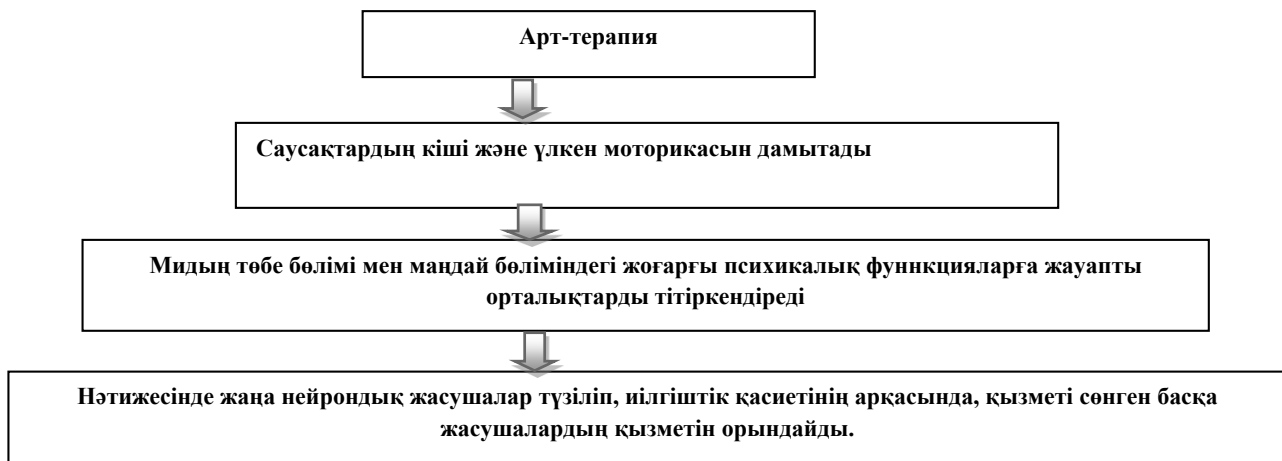 Арт-терапия
Саусақтардың кіші және үлкен моторикасын дамытады
Мидың төбе бөлімі мен маңдай бөліміндегі жоғарғы психикалық фуннкцияларға жауапты
орталықтарды тітіркендіреді
Нәтижесінде жаңа нейрондық жасушалар түзіліп, иілгіштік қасиетінің арқасында, қызметі сөнген басқа
жасушалардың қызметін орындайды.